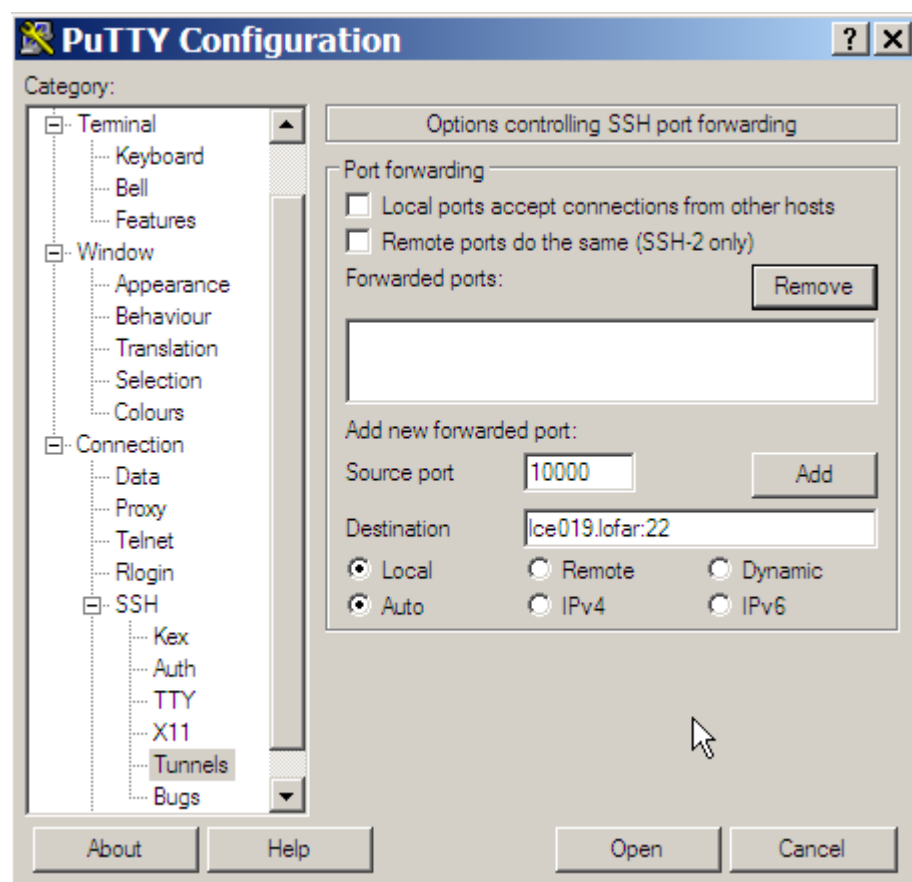 PuTTY Configuration
?
Category:
Terminal
Keyboard
Bell
Features
Window
Appearance
Behaviour
Translation
Selection
Colours
Connection
Data
Proxy
Telnet
Rlogin
SSH
Kex
Auth
TTY
X11
Tunnels
Bugs
Options controlling SSH port forwarding
Port forwarding
Local ports accept connections from other hosts
Remote ports do the same (SSH-2 only)
Forwarded ports:
Remove
Add new forwarded port:
Source port 10000 Add
Destination lce019.lofar:22
Local Remote Dynamic
Auto IPv4 IPv6
About Help Open Cancel